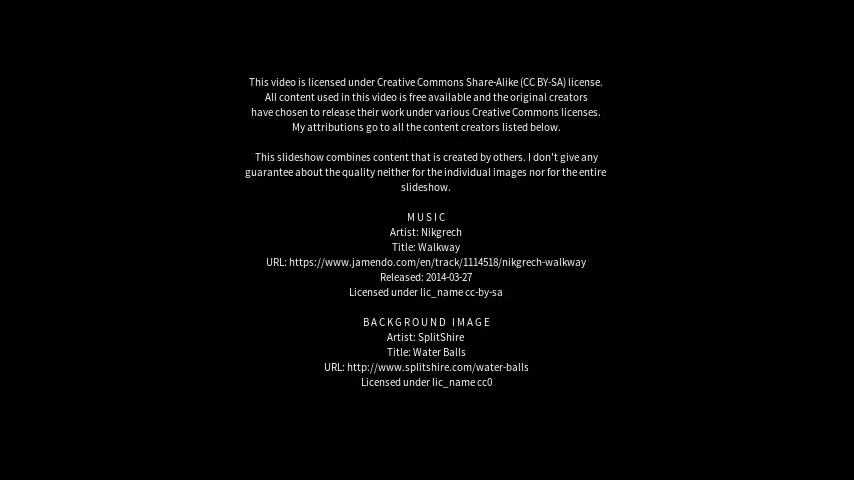 This video is licensed under Creative Commons Share-Alike (CC BY-SA) license.
All content used in this video is free available and the original creators
have chosen to release their work under various Creative Commons licenses.
My attributions go to all the content creators listed below.
This slideshow combines content that is created by others. I don't give any
guarantee about the quality neither for the individual images nor for the entire
slideshow.
MUSIC
Artist: Nikgrech
Title: Walkway
URL: https://www.jamendo.com/en/track/1114518/nikgrech-walkway
Released: 2014-03-27
Licensed under lic_name cc-by-sa
BACKGROUND IMAGE
Artist: SplitShire
Title: Water Balls
URL: http://www.splitshire.com/water-balls
Licensed under lic_name cc0